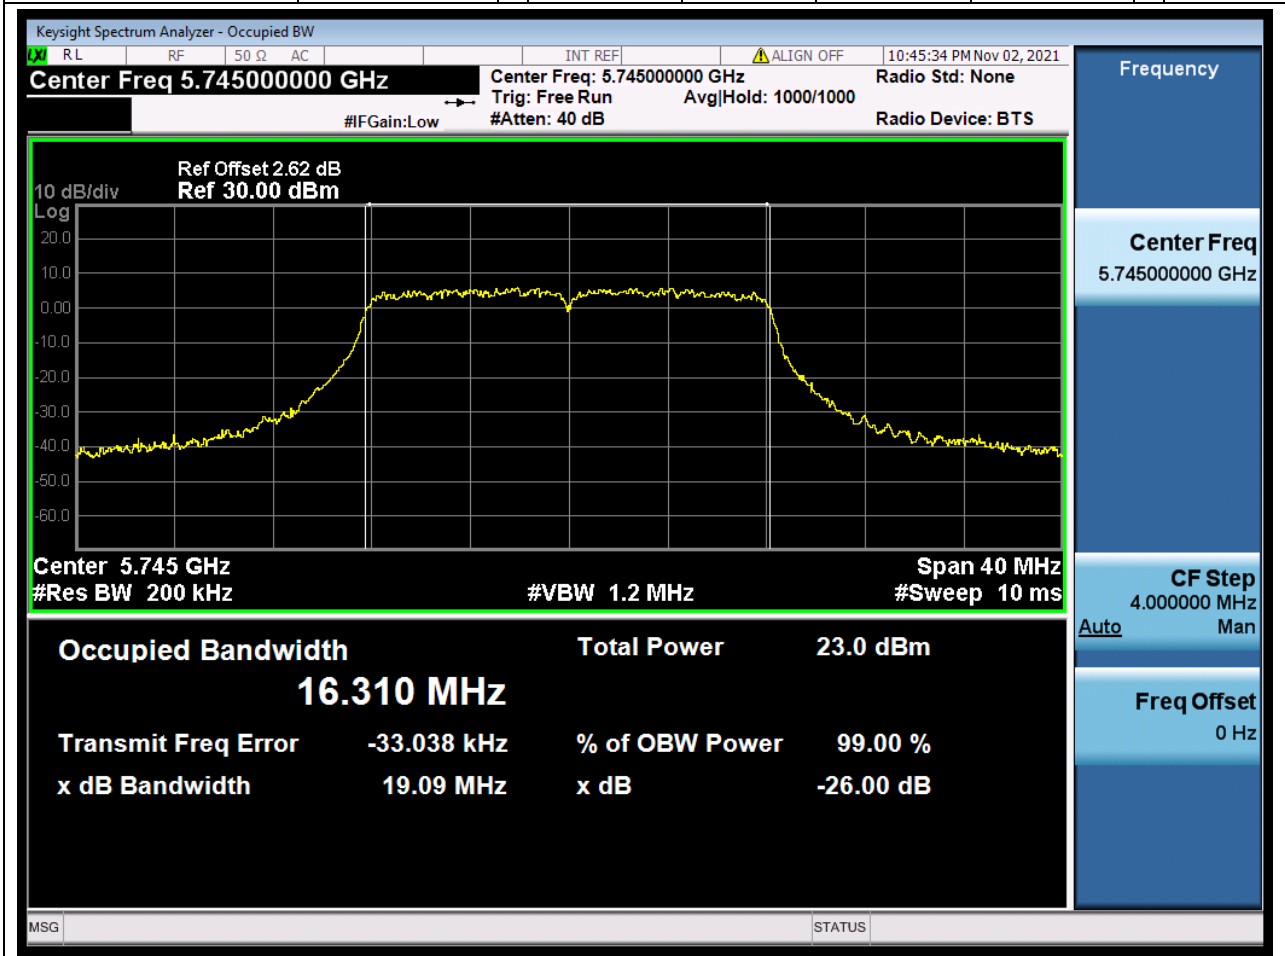 Keysight Spectrum Analyzer - Occupied BW
LXI RL RF 50 Ω AC INT REF ALIGN OFF 10:45:34 PM Nov 02, 2021
Center Freq 5.745000000 GHz
Center Freq: 5.745000000 GHz Radio Std: None
Trig: Free Run Avg|Hold: 1000/1000
#IFGain:Low #Atten: 40 dB Radio Device: BTS
Ref Offset 2.62 dB
10 dB/div Ref 30.00 dBm
Log
20.0
10.0
0.00
-10.0
-20.0
-30.0
-40.0
-50.0
-60.0
Center 5.745 GHz Span 40 MHz
#Res BW 200 kHz #VBW 1.2 MHz #Sweep 10 ms
Occupied Bandwidth Total Power 23.0 dBm
16.310 MHz
Transmit Freq Error -33.038 kHz % of OBW Power 99.00 %
x dB Bandwidth 19.09 MHz x dB -26.00 dB
MSG STATUS
Frequency
Center Freq
5.745000000 GHz
CF Step
4.000000 MHz
Auto Man
Freq Offset
0 Hz